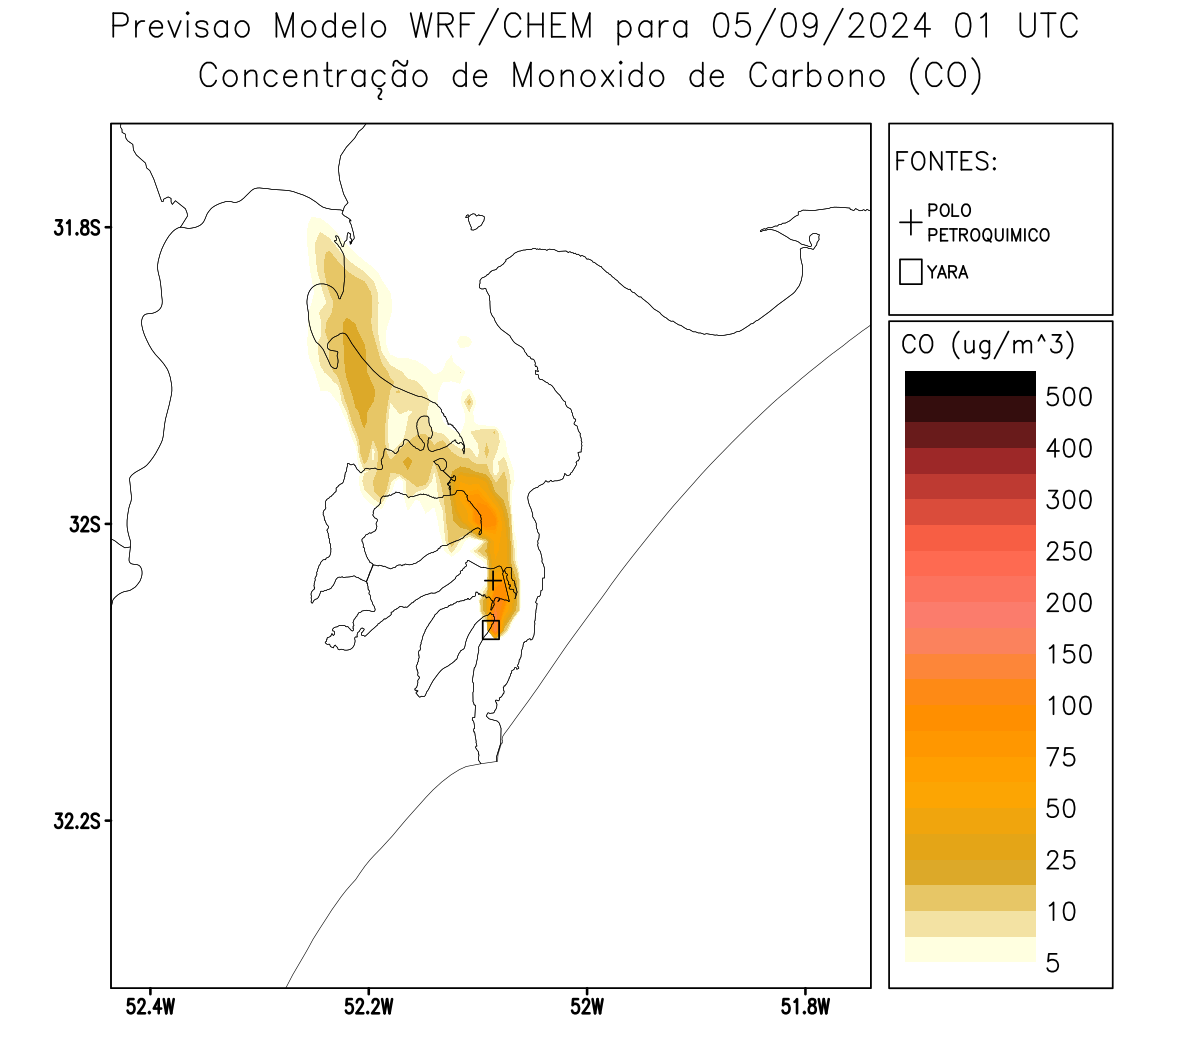 Previsao Modelo WRF/CHEM para 05/09/2024 01 UTC
Concentração de Monoxido de Carbono (CO)
FONTES:
POLO
PETROQUIMICO
YARA
CO (ug/m^3)
500
400
300
250
200
150
100
75
50
25
10
5
31.8S
32S
32.2S
52.4W
52.2W
52W
51.8W